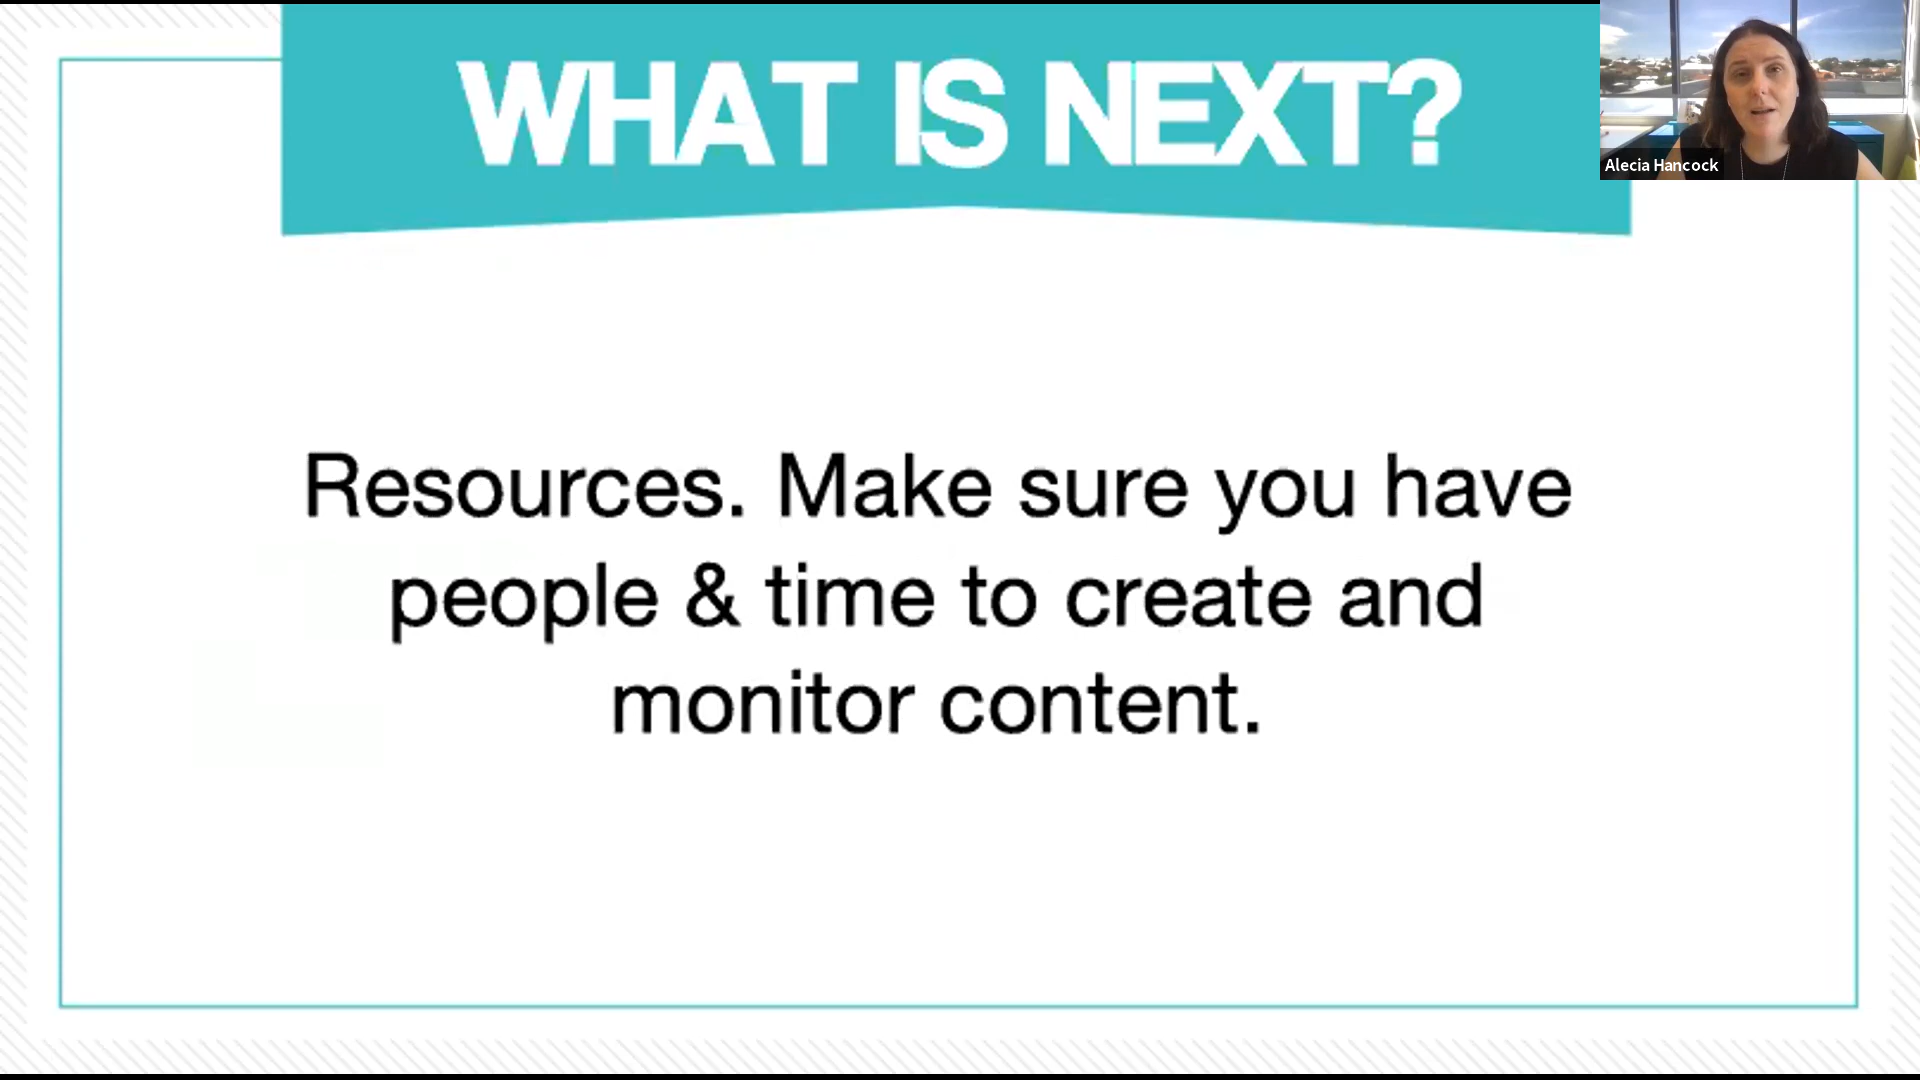 WHAT IS NEXT?
Alecia Hancock
Resources. Make sure you have
people & time to create and
monitor content.